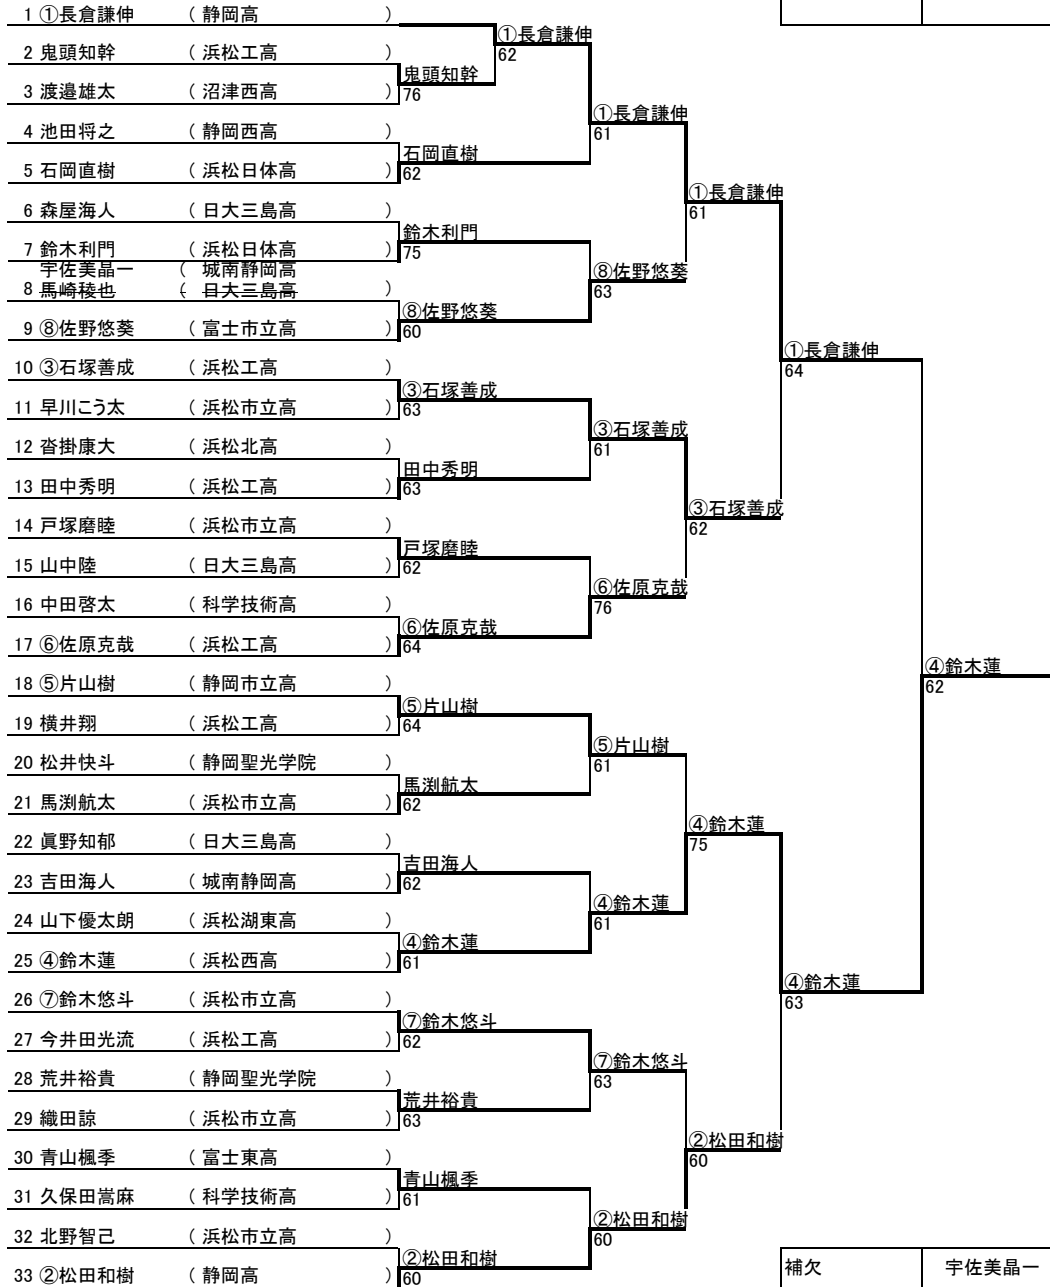 1 ①長倉謙伸 ( 静岡高 )
①長倉謙伸
62
2 鬼頭知幹 ( 浜松工高 )
鬼頭知幹
76
3 渡邉雄太 ( 沼津西高 )
①長倉謙伸
61
4 池田将之 ( 静岡西高 )
石岡直樹
62
5 石岡直樹 ( 浜松日体高 )
①長倉謙伸
61
6 森屋海人 ( 日大三島高 )
鈴木利門
75
7 鈴木利門 ( 浜松日体高 )
宇佐美晶一 ( 城南静岡高
⑧佐野悠葵
63
8 馬崎稜也 ( 日大三島高 )
⑧佐野悠葵
60
9 ⑧佐野悠葵 ( 富士市立高 )
①長倉謙伸
64
10 ③石塚善成 ( 浜松工高 )
③石塚善成
63
11 早川こう太 ( 浜松市立高 )
③石塚善成
61
12 沓掛康大 ( 浜松北高 )
田中秀明
63
13 田中秀明 ( 浜松工高 )
③石塚善成
62
14 戸塚磨睦 ( 浜松市立高 )
戸塚磨睦
62
15 山中陸 ( 日大三島高 )
⑥佐原克哉
76
16 中田啓太 ( 科学技術高 )
⑥佐原克哉
64
17 ⑥佐原克哉 ( 浜松工高 )
④鈴木蓮
62
18 ⑤片山樹 ( 静岡市立高 )
⑤片山樹
64
19 横井翔 ( 浜松工高 )
⑤片山樹
61
20 松井快斗 ( 静岡聖光学院 )
馬渕航太
62
21 馬渕航太 ( 浜松市立高 )
④鈴木蓮
75
22 眞野知郁 ( 日大三島高 )
吉田海人
62
23 吉田海人 ( 城南静岡高 )
④鈴木蓮
61
24 山下優太朗 ( 浜松湖東高 )
④鈴木蓮
61
25 ④鈴木蓮 ( 浜松西高 )
④鈴木蓮
63
26 ⑦鈴木悠斗 ( 浜松市立高 )
⑦鈴木悠斗
62
27 今井田光流 ( 浜松工高 )
⑦鈴木悠斗
63
28 荒井裕貴 ( 静岡聖光学院 )
荒井裕貴
63
29 織田諒 ( 浜松市立高 )
②松田和樹
60
30 青山楓季 ( 富士東高 )
青山楓季
61
31 久保田嵩麻 ( 科学技術高 )
②松田和樹
60
32 北野智己 ( 浜松市立高 )
②松田和樹
60
33 ②松田和樹 ( 静岡高 )
補欠 宇佐美晶一